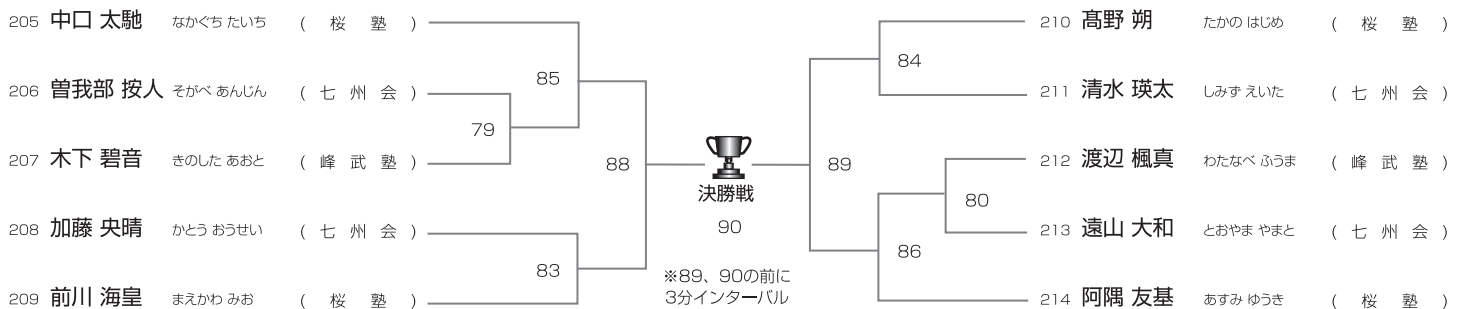 205 中口 太馳 なかぐち たいち ( 桜 塾 )
206 曽我部 按人 そがべ あんじん ( 七 州 会 )
207 木下 碧音 きのした あおと ( 峰 武 塾 )
208 加藤 央晴 かとう おうせい ( 七 州 会 )
209 前川 海皇 まえかわ みお ( 桜 塾 )
85
79
88
83
決勝戦
90
※89、90の前に
3分インターバル
84
89
80
86
210 髙野 朔 たかの はじめ ( 桜 塾 )
211 清水 瑛太 しみず えいた ( 七 州 会 )
212 渡辺 楓真 わたなべ ふうま ( 峰 武 塾 )
213 遠山 大和 とおやま やまと ( 七 州 会 )
214 阿隅 友基 あすみ ゆうき ( 桜 塾 )